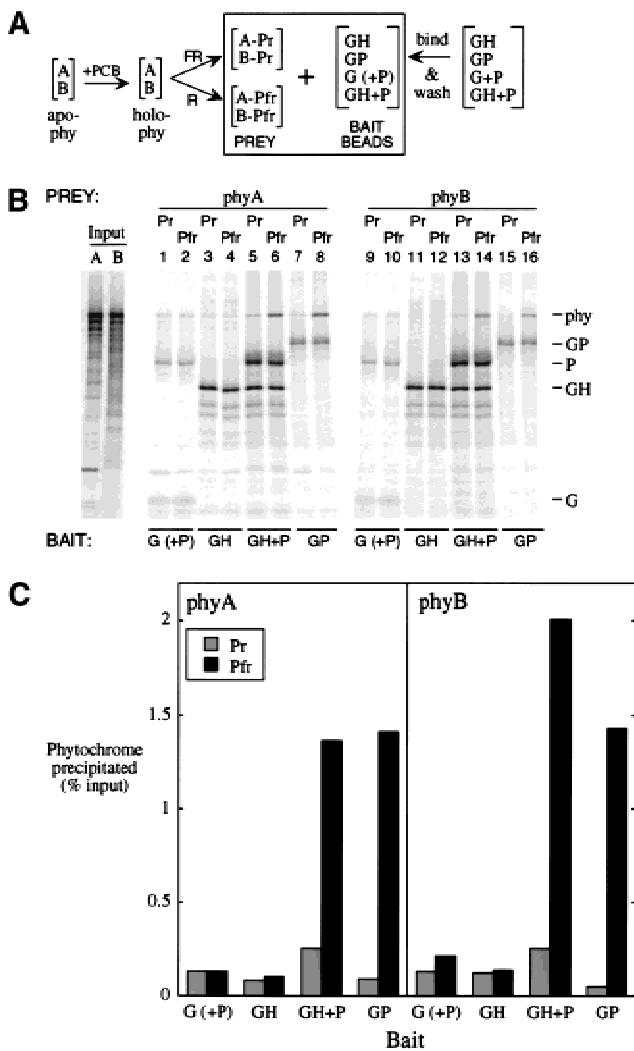 A
A
B
+PCB
A
B
apo-
phy
holo-
phy
FR
R
A-Pr
B-Pr
A-Pfr
B-Pfr
PREY
+
GH
GP
G (+P)
GH+P
BAIT
BEADS
bind
&
wash
GH
GP
G+P
GH+P
B
PREY:
phyA
phyB
Input
A B
Pr Pr Pr Pr Pr Pr Pr Pr
Pfr Pfr Pfr Pfr Pfr Pfr Pfr Pfr
1 2 3 4 5 6 7 8 9 10 11 12 13 14 15 16
phy
GP
P
GH
G
BAIT: G (+P) GH GH+P GP G (+P) GH GH+P GP
C
phyA
phyB
Pr
Pfr
2
1.5
1
0.5
0
Phytochrome
precipitated
(% input)
G (+P) GH GH+P GP G (+P) GH GH+P GP
Bait